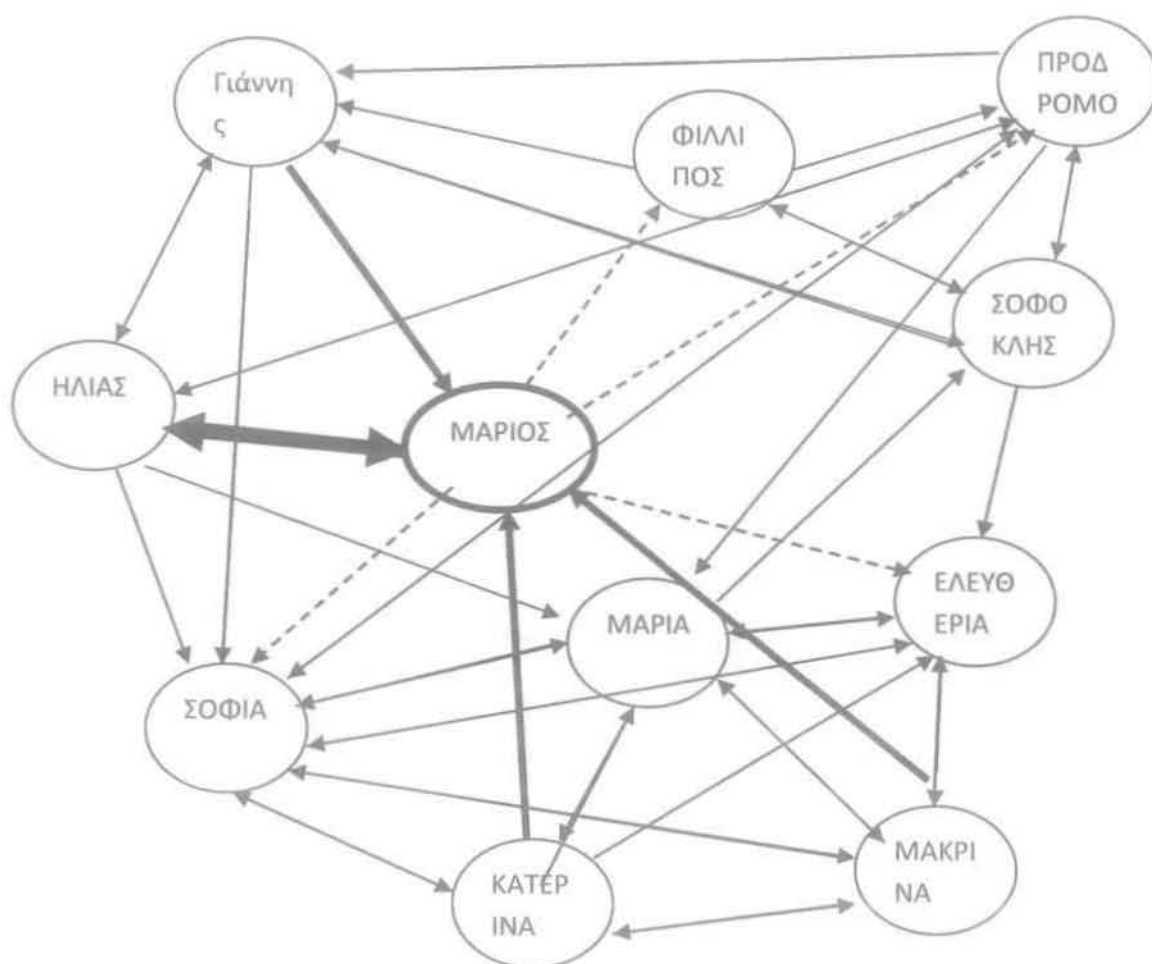 Γιάννη
ς
ΠΡΟΔ
ΡΟΜΟ
ΦΙΛΛΙ
ΠΟΣ
ΣΟΦΟ
ΚΛΗΣ
ΗΛΙΑΣ
ΜΑΡΙΟΣ
ΕΛΕΥΘ
ΕΡΙΑ
ΜΑΡΙΑ
ΣΟΦΙΑ
ΚΑΤΕΡ
ΙΝΑ
ΜΑΚΡΙ
ΝΑ